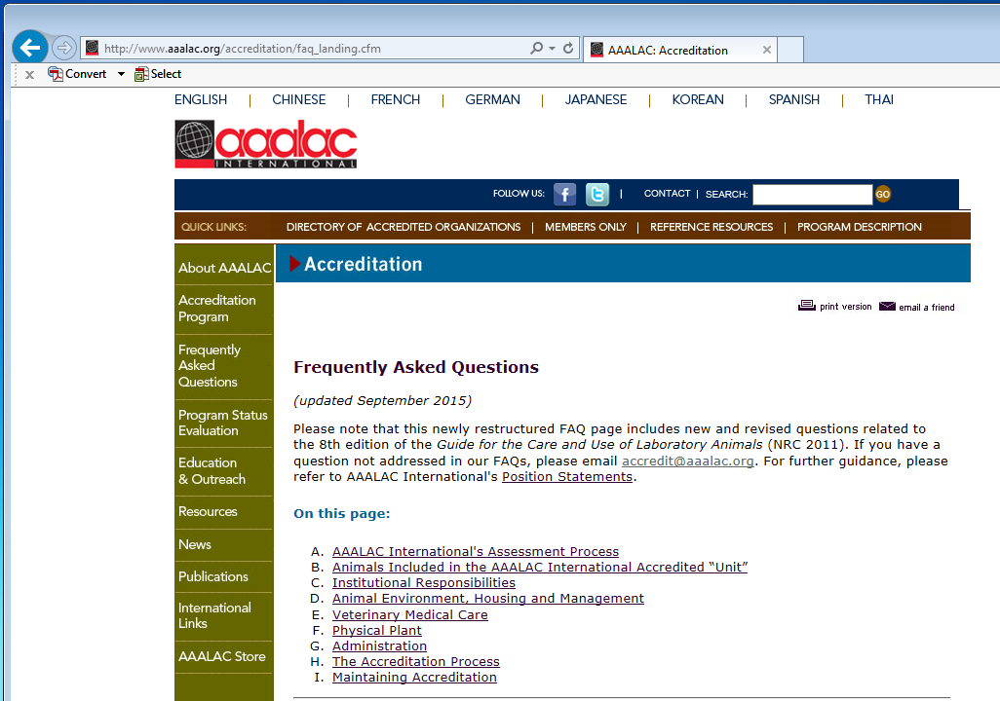 http://www.aaalac.org/accreditation/faq_landing.cfm
AAALAC: Accreditation
Convert Select
ENGLISH | CHINESE | FRENCH | GERMAN | JAPANESE | KOREAN | SPANISH | THAI
aaalac
INTERNATIONAL
FOLLOW US: f t | CONTACT | SEARCH: GO
QUICK LINKS: DIRECTORY OF ACCREDITED ORGANIZATIONS | MEMBERS ONLY | REFERENCE RESOURCES | PROGRAM DESCRIPTION
About AAALAC
Accreditation
Program
Frequently
Asked
Questions
Program Status
Evaluation
Education
& Outreach
Resources
News
Publications
International
Links
AAALAC Store
Accreditation
print version email a friend
Frequently Asked Questions
(updated September 2015)
Please note that this newly restructured FAQ page includes new and revised questions related to
the 8th edition of the Guide for the Care and Use of Laboratory Animals (NRC 2011). If you have a
question not addressed in our FAQs, please email accredit@aaalac.org. For further guidance, please
refer to AAALAC International's Position Statements.
On this page:
A. AAALAC International's Assessment Process
B. Animals Included in the AAALAC International Accredited “Unit”
C. Institutional Responsibilities
D. Animal Environment, Housing and Management
E. Veterinary Medical Care
F. Physical Plant
G. Administration
H. The Accreditation Process
I. Maintaining Accreditation